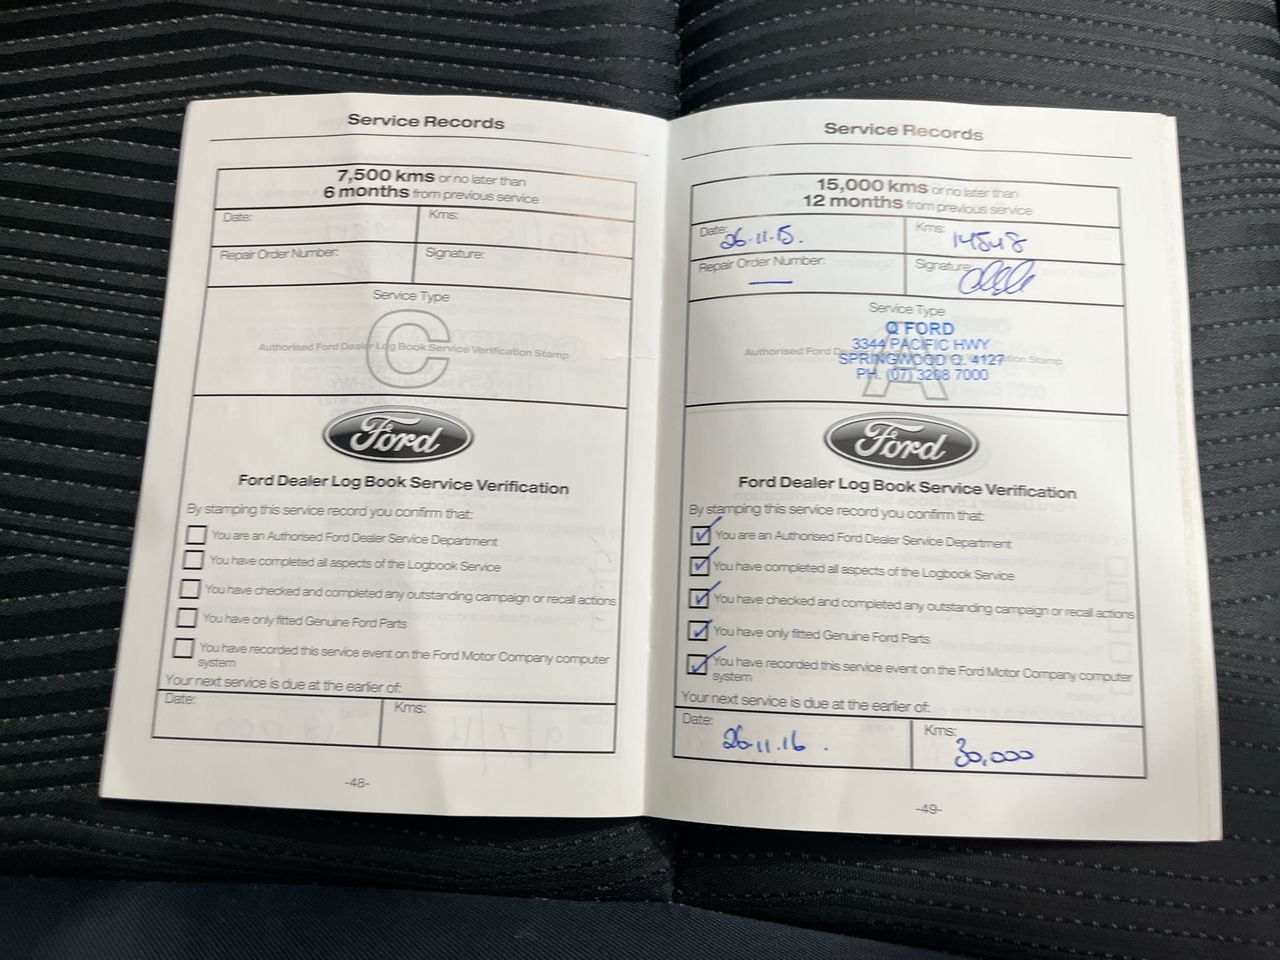 Service Records
7,500 kms or no later than
6 months from previous service
Date:
Kms:
Repair Order Number:
Signature:
Service Type
C
Authorised Ford Dealer Log Book Service Verification Stamp
Ford
Ford Dealer Log Book Service Verification
By stamping this service record you confirm that:
You are an Authorised Ford Dealer Service Department
You have completed all aspects of the Logbook Service
You have checked and completed any outstanding campaign or recall actions
You have only fitted Genuine Ford Parts
You have recorded this service event on the Ford Motor Company computer
system
Your next service is due at the earlier of:
Date:
Kms:
-48-
Service Records
15,000 kms or no later than
12 months from previous service
Date: 26.11.15.
Kms: 14548
Repair Order Number: —
Signature:
Service Type
Q FORD
3344 PACIFIC HWY
Authorised Ford
SPRINGWOOD Q. 4127
Stamp
PH. (07) 3208 7000
A
Ford
Ford Dealer Log Book Service Verification
By stamping this service record you confirm that:
You are an Authorised Ford Dealer Service Department
You have completed all aspects of the Logbook Service
You have checked and completed any outstanding campaign or recall actions
You have only fitted Genuine Ford Parts
You have recorded this service event on the Ford Motor Company computer
system
Your next service is due at the earlier of:
Date: 26.11.16.
Kms: 30,000
-49-